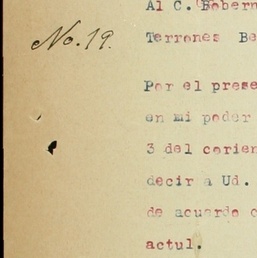 Al C. Gobern
No. 19.
Terrones Be
Por el prese
en mi poder
3 del corien
decir a Ud.
de acuerdo c
actul.